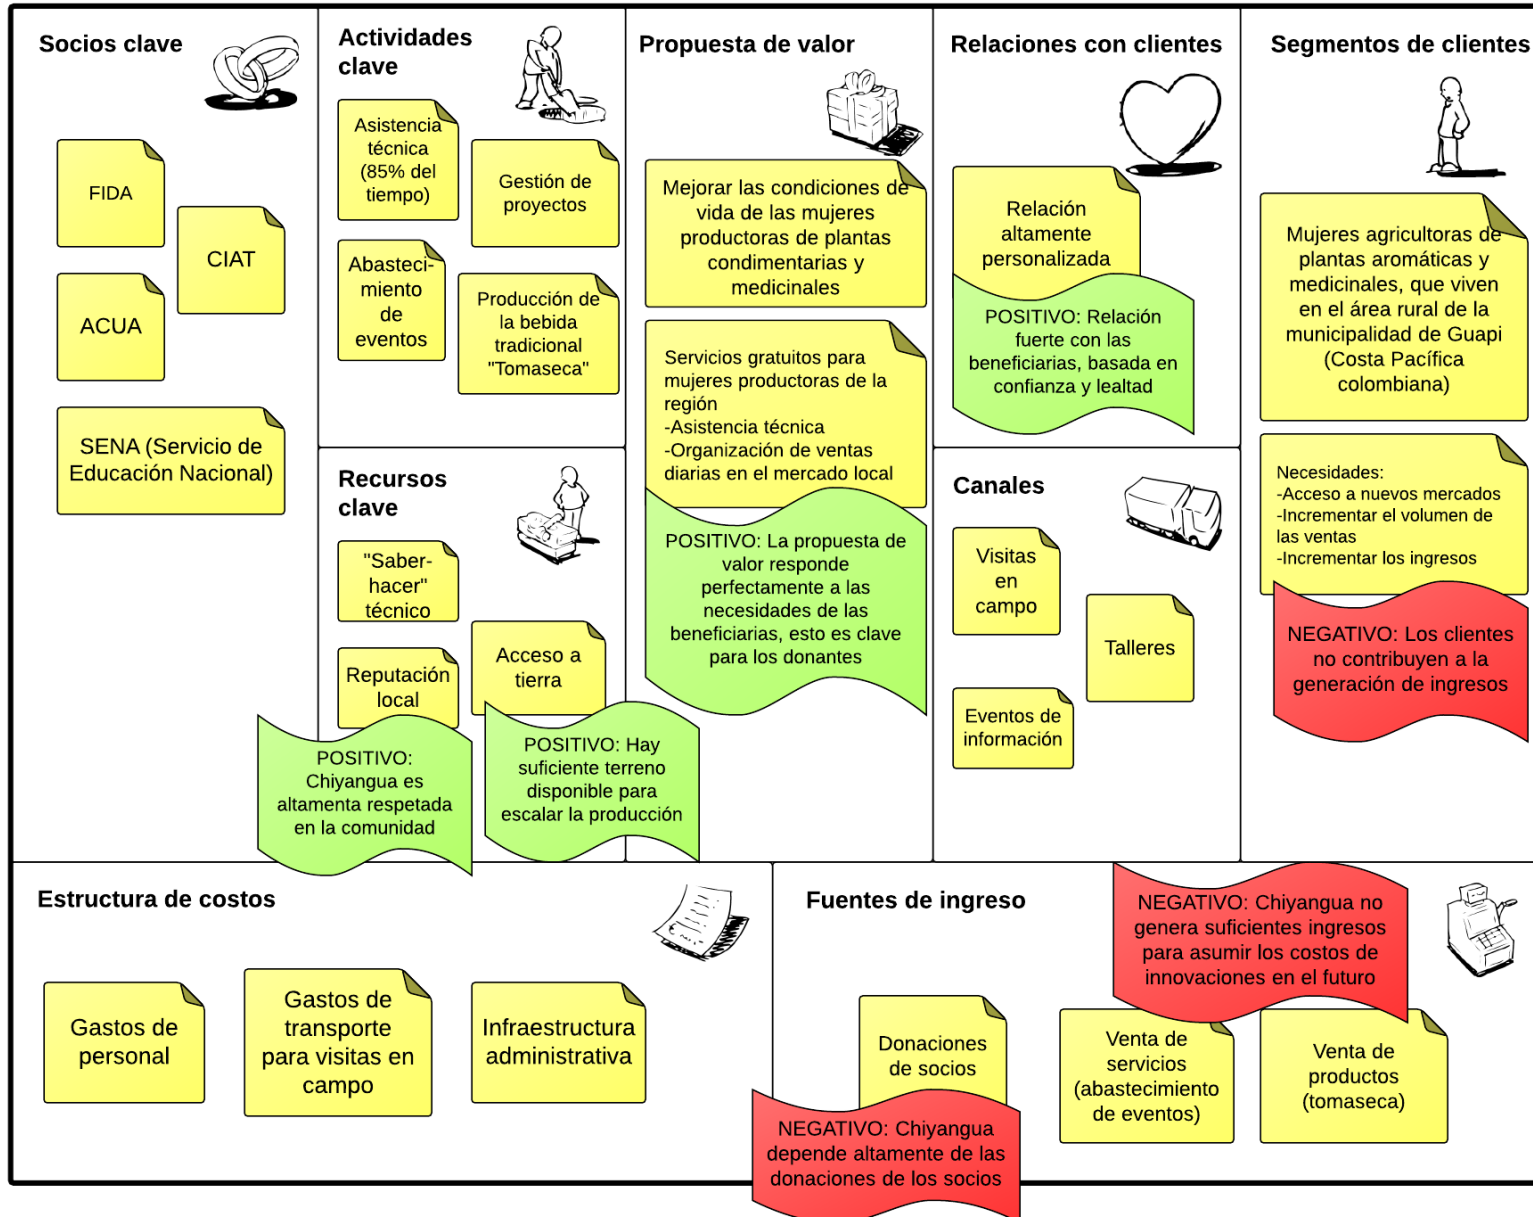 Socios clave
FIDA
CIAT
ACUA
SENA (Servicio de
Educación Nacional)
Actividades
clave
Asistencia
técnica
(85% del
tiempo)
Gestión de
proyectos
Abasteci-
miento
de
eventos
Producción de
la bebida
tradicional
"Tomaseca"
Recursos
clave
"Saber-
hacer"
técnico
Acceso a
tierra
Reputación
local
POSITIVO:
Chiyangua es
altamenta respetada
en la comunidad
POSITIVO: Hay
suficiente terreno
disponible para
escalar la producción
Propuesta de valor
Mejorar las condiciones de
vida de las mujeres
productoras de plantas
condimentarias y
medicinales
Servicios gratuitos para
mujeres productoras de la
región
-Asistencia técnica
-Organización de ventas
diarias en el mercado local
POSITIVO: La propuesta de
valor responde
perfectamente a las
necesidades de las
beneficiarias, esto es clave
para los donantes
Relaciones con clientes
Relación
altamente
personalizada
POSITIVO: Relación
fuerte con las
beneficiarias, basada en
confianza y lealtad
Canales
Visitas
en
campo
Talleres
Eventos de
información
Segmentos de clientes
Mujeres agricultoras de
plantas aromáticas y
medicinales, que viven
en el área rural de la
municipalidad de Guapi
(Costa Pacífica
colombiana)
Necesidades:
-Acceso a nuevos mercados
-Incrementar el volumen de
las ventas
-Incrementar los ingresos
NEGATIVO: Los clientes
no contribuyen a la
generación de ingresos
Estructura de costos
Gastos de
personal
Gastos de
transporte
para visitas en
campo
Infraestructura
administrativa
Fuentes de ingreso
NEGATIVO: Chiyangua no
genera suficientes ingresos
para asumir los costos de
innovaciones en el futuro
Donaciones
de socios
NEGATIVO: Chiyangua
depende altamente de las
donaciones de los socios
Venta de
servicios
(abastecimiento
de eventos)
Venta de
productos
(tomaseca)